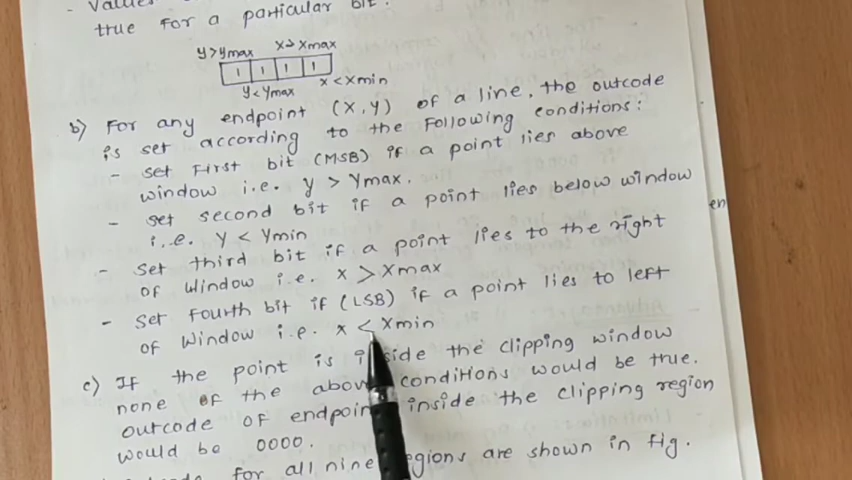 - Values
true for a particular bit.
y>ymax x>xmax
1 1 1 1
y<ymax x<xmin
b) For any endpoint (x,y) of a line, the outcode
is set according to the following conditions:
- set first bit (MSB) if a point lies above
window i.e. y > ymax.
- set second bit if a point lies below window
i.e. y < ymin
- set third bit if a point lies to the right
of window i.e. x > xmax
- set fourth bit if (LSB) if a point lies to left
of window i.e. x < xmin
c) If the point is inside the clipping window
none of the above conditions would be true.
outcode of endpoint inside the clipping region
would be 0000.
for all nine regions are shown in fig.
en